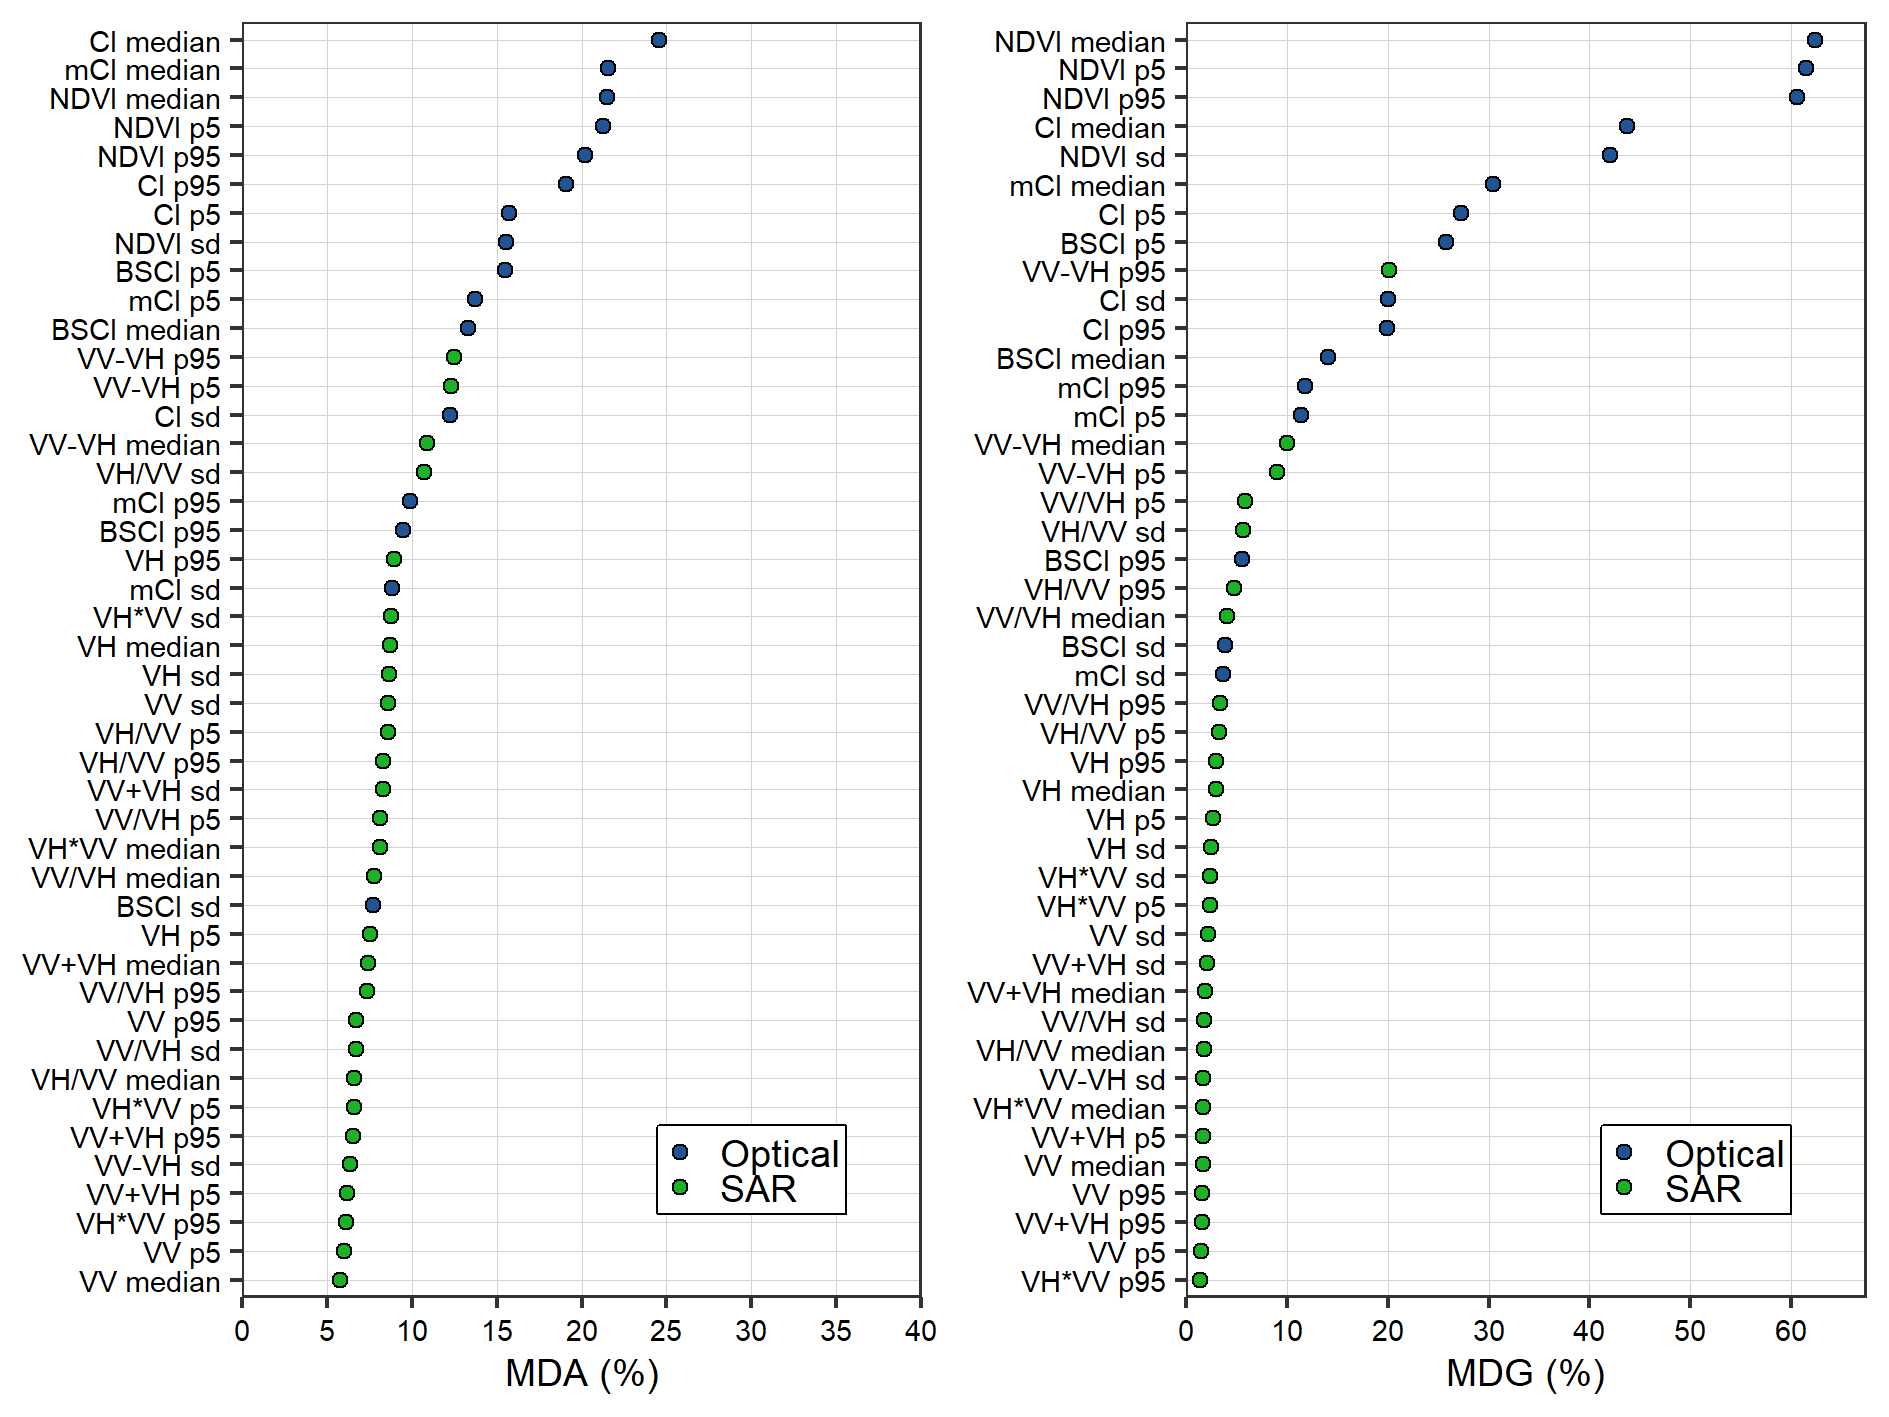 CI median
mCI median
NDVI median
NDVI p5
NDVI p95
CI p95
CI p5
NDVI sd
BSCI p5
mCI p5
BSCI median
VV-VH p95
VV-VH p5
CI sd
VV-VH median
VH/VV sd
mCI p95
BSCI p95
VH p95
mCI sd
VH*VV sd
VH median
VH sd
VV sd
VH/VV p5
VH/VV p95
VV+VH sd
VV/VH p5
VH*VV median
VV/VH median
BSCI sd
VH p5
VV+VH median
VV/VH p95
VV p95
VV/VH sd
VH/VV median
VH*VV p5
VV+VH p95
VV-VH sd
VV+VH p5
VH*VV p95
VV p5
VV median
0 5 10 15 20 25 30 35 40
MDA (%)
Optical
SAR
NDVI median
NDVI p5
NDVI p95
CI median
NDVI sd
mCI median
CI p5
BSCI p5
VV-VH p95
CI sd
CI p95
BSCI median
mCI p95
mCI p5
VV-VH median
VV-VH p5
VV/VH p5
VH/VV sd
BSCI p95
VH/VV p95
VV/VH median
BSCI sd
mCI sd
VV/VH p95
VH/VV p5
VH p95
VH median
VH p5
VH sd
VH*VV sd
VH*VV p5
VV sd
VV+VH sd
VV+VH median
VV/VH sd
VH/VV median
VV-VH sd
VH*VV median
VV+VH p5
VV median
VV p95
VV+VH p95
VV p5
VH*VV p95
0 10 20 30 40 50 60
MDG (%)
Optical
SAR